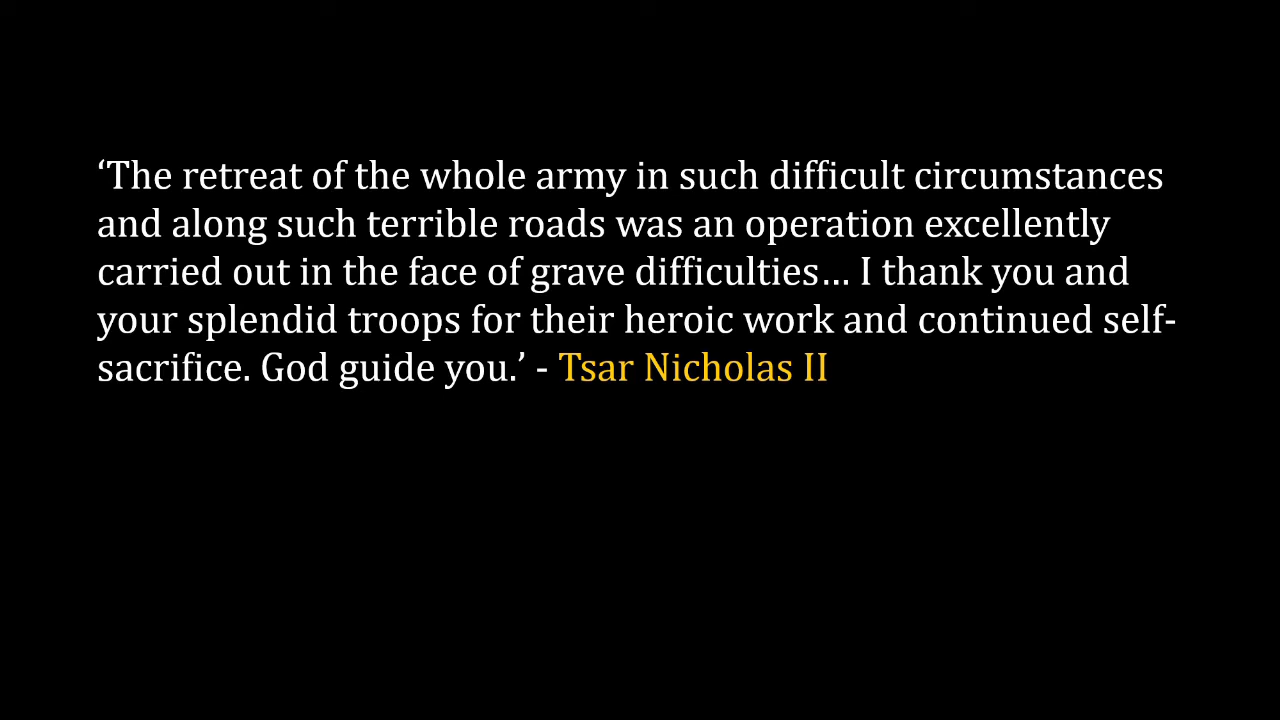 ‘The retreat of the whole army in such difficult circumstances
and along such terrible roads was an operation excellently
carried out in the face of grave difficulties… I thank you and
your splendid troops for their heroic work and continued self-
sacrifice. God guide you.’ - Tsar Nicholas II